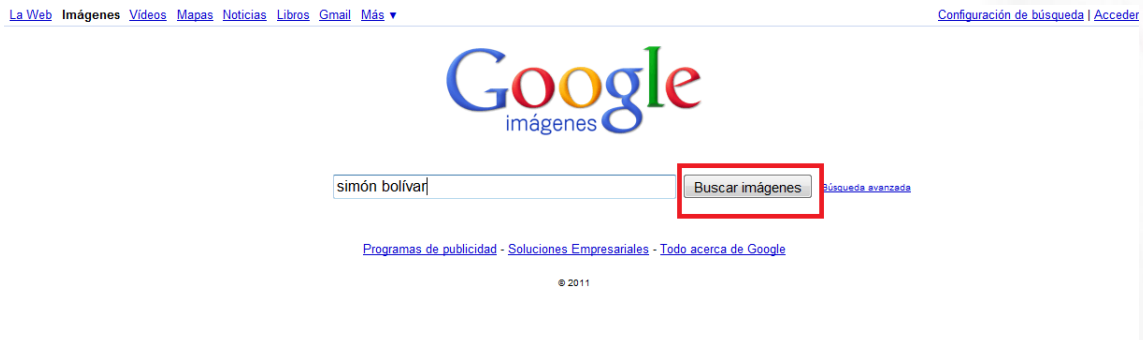 La Web Imágenes Vídeos Mapas Noticias Libros Gmail Más ▼ Configuración de búsqueda | Acceder
Google
imágenes
simón bolívar Buscar imágenes Búsqueda avanzada
Programas de publicidad - Soluciones Empresariales - Todo acerca de Google
© 2011